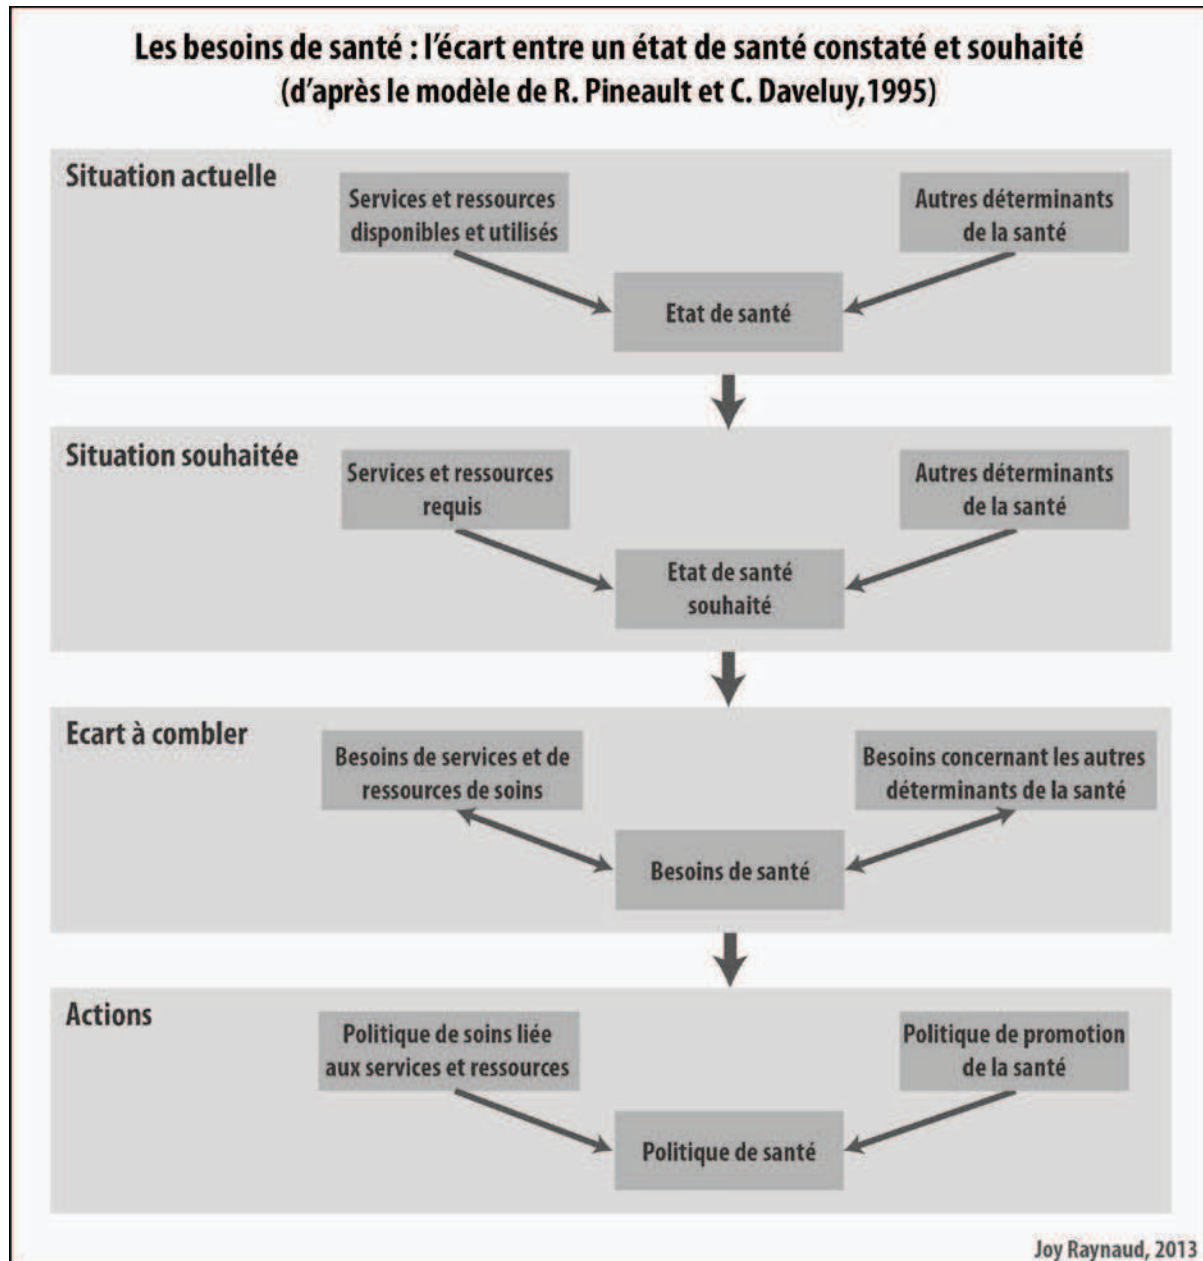 Les besoins de santé : l'écart entre un état de santé constaté et souhaité
(d'après le modèle de R. Pineault et C. Daveluy,1995)
Situation actuelle
Services et ressources
disponibles et utilisés
Autres déterminants
de la santé
Etat de santé
Situation souhaitée
Services et ressources
requis
Autres déterminants
de la santé
Etat de santé
souhaité
Ecart à combler
Besoins de services et de
ressources de soins
Besoins concernant les autres
déterminants de la santé
Besoins de santé
Actions
Politique de soins liée
aux services et ressources
Politique de promotion
de la santé
Politique de santé
Joy Raynaud, 2013